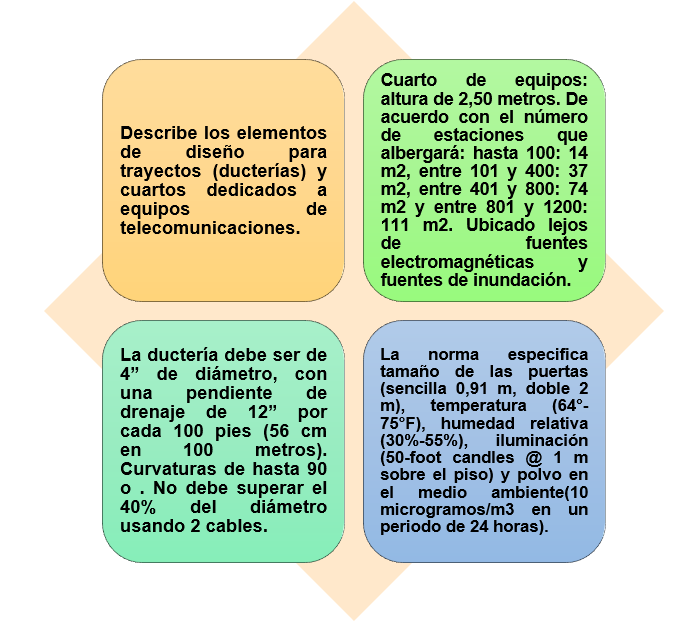 Describe los elementos
de diseño para
trayectos (ducterías) y
cuartos dedicados a
equipos de
telecomunicaciones.
Cuarto de equipos:
altura de 2,50 metros. De
acuerdo con el número
de estaciones que
albergará: hasta 100: 14
m2, entre 101 y 400: 37
m2, entre 401 y 800: 74
m2 y entre 801 y 1200:
111 m2. Ubicado lejos
de fuentes
electromagnéticas y
fuentes de inundación.
La ductería debe ser de
4” de diámetro, con
una pendiente de
drenaje de 12” por
cada 100 pies (56 cm
en 100 metros).
Curvaturas de hasta 90
o . No debe superar el
40% del diámetro
usando 2 cables.
La norma especifica
tamaño de las puertas
(sencilla 0,91 m, doble 2
m), temperatura (64°-
75°F), humedad relativa
(30%-55%), iluminación
(50-foot candles @ 1 m
sobre el piso) y polvo en
el medio ambiente(10
microgramos/m3 en un
periodo de 24 horas).